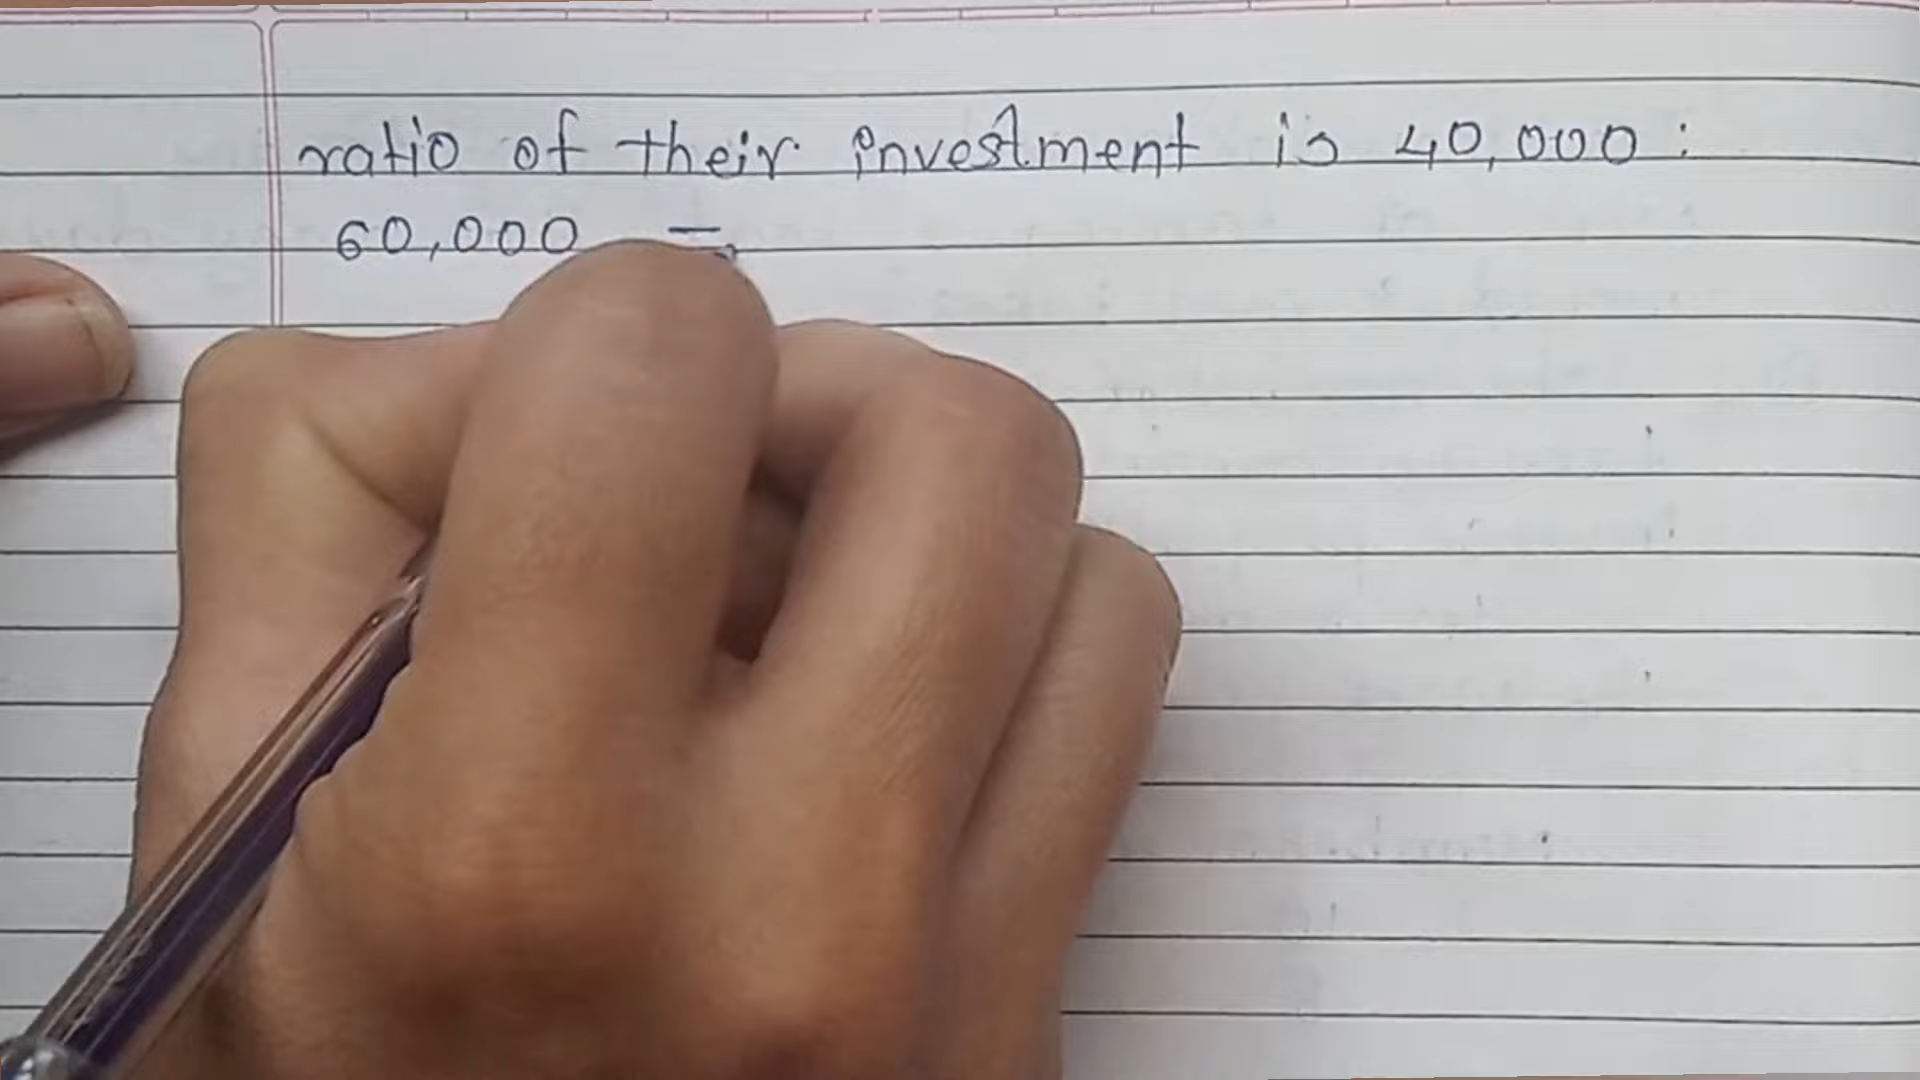 ratio of their investment is 40,000 :
60,000 =